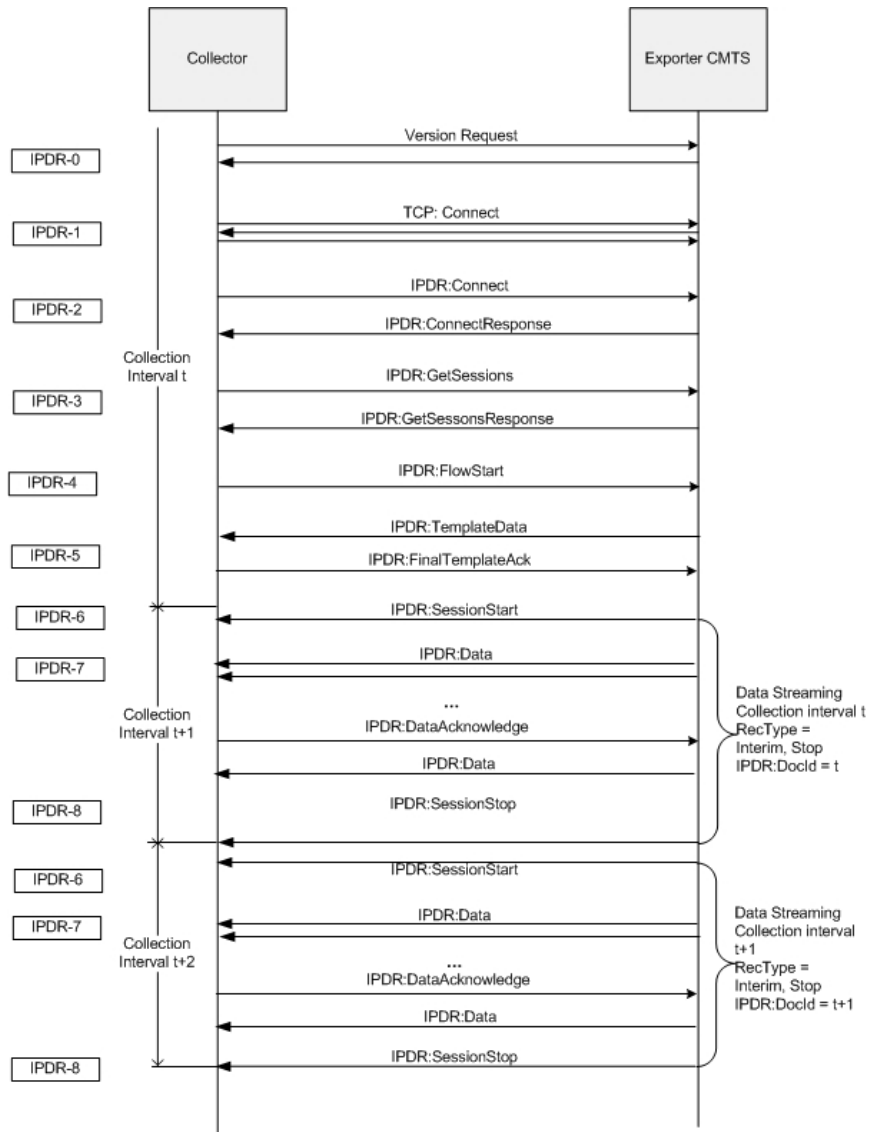 Collector
Exporter CMTS
Version Request
IPDR-0
TCP: Connect
IPDR-1
IPDR:Connect
IPDR-2
IPDR:ConnectResponse
Collection
Interval t
IPDR:GetSessions
IPDR-3
IPDR:GetSessonsResponse
IPDR:FlowStart
IPDR-4
IPDR:TemplateData
IPDR-5
IPDR:FinalTemplateAck
IPDR-6
IPDR:SessionStart
IPDR:Data
IPDR-7
Data Streaming
Collection interval t
RecType =
Interim, Stop
IPDR:DocId = t
...
Collection
Interval t+1
IPDR:DataAcknowledge
IPDR:Data
IPDR-8
IPDR:SessionStop
IPDR:SessionStart
IPDR-6
IPDR:Data
IPDR-7
Data Streaming
Collection interval
t+1
RecType =
Interim, Stop
IPDR:DocId = t+1
Collection
Interval t+2
...
IPDR:DataAcknowledge
IPDR:Data
IPDR:SessionStop
IPDR-8